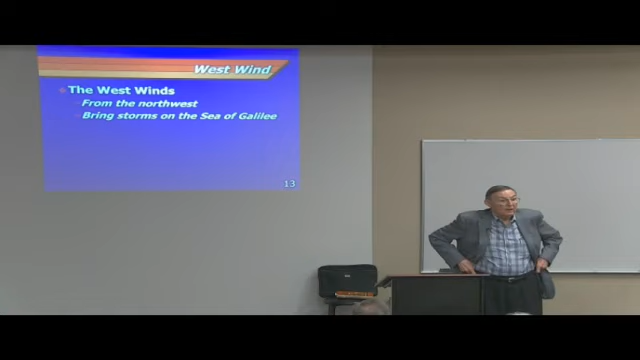 West Wind
The West Winds
From the northwest
Bring storms on the Sea of Galilee
13